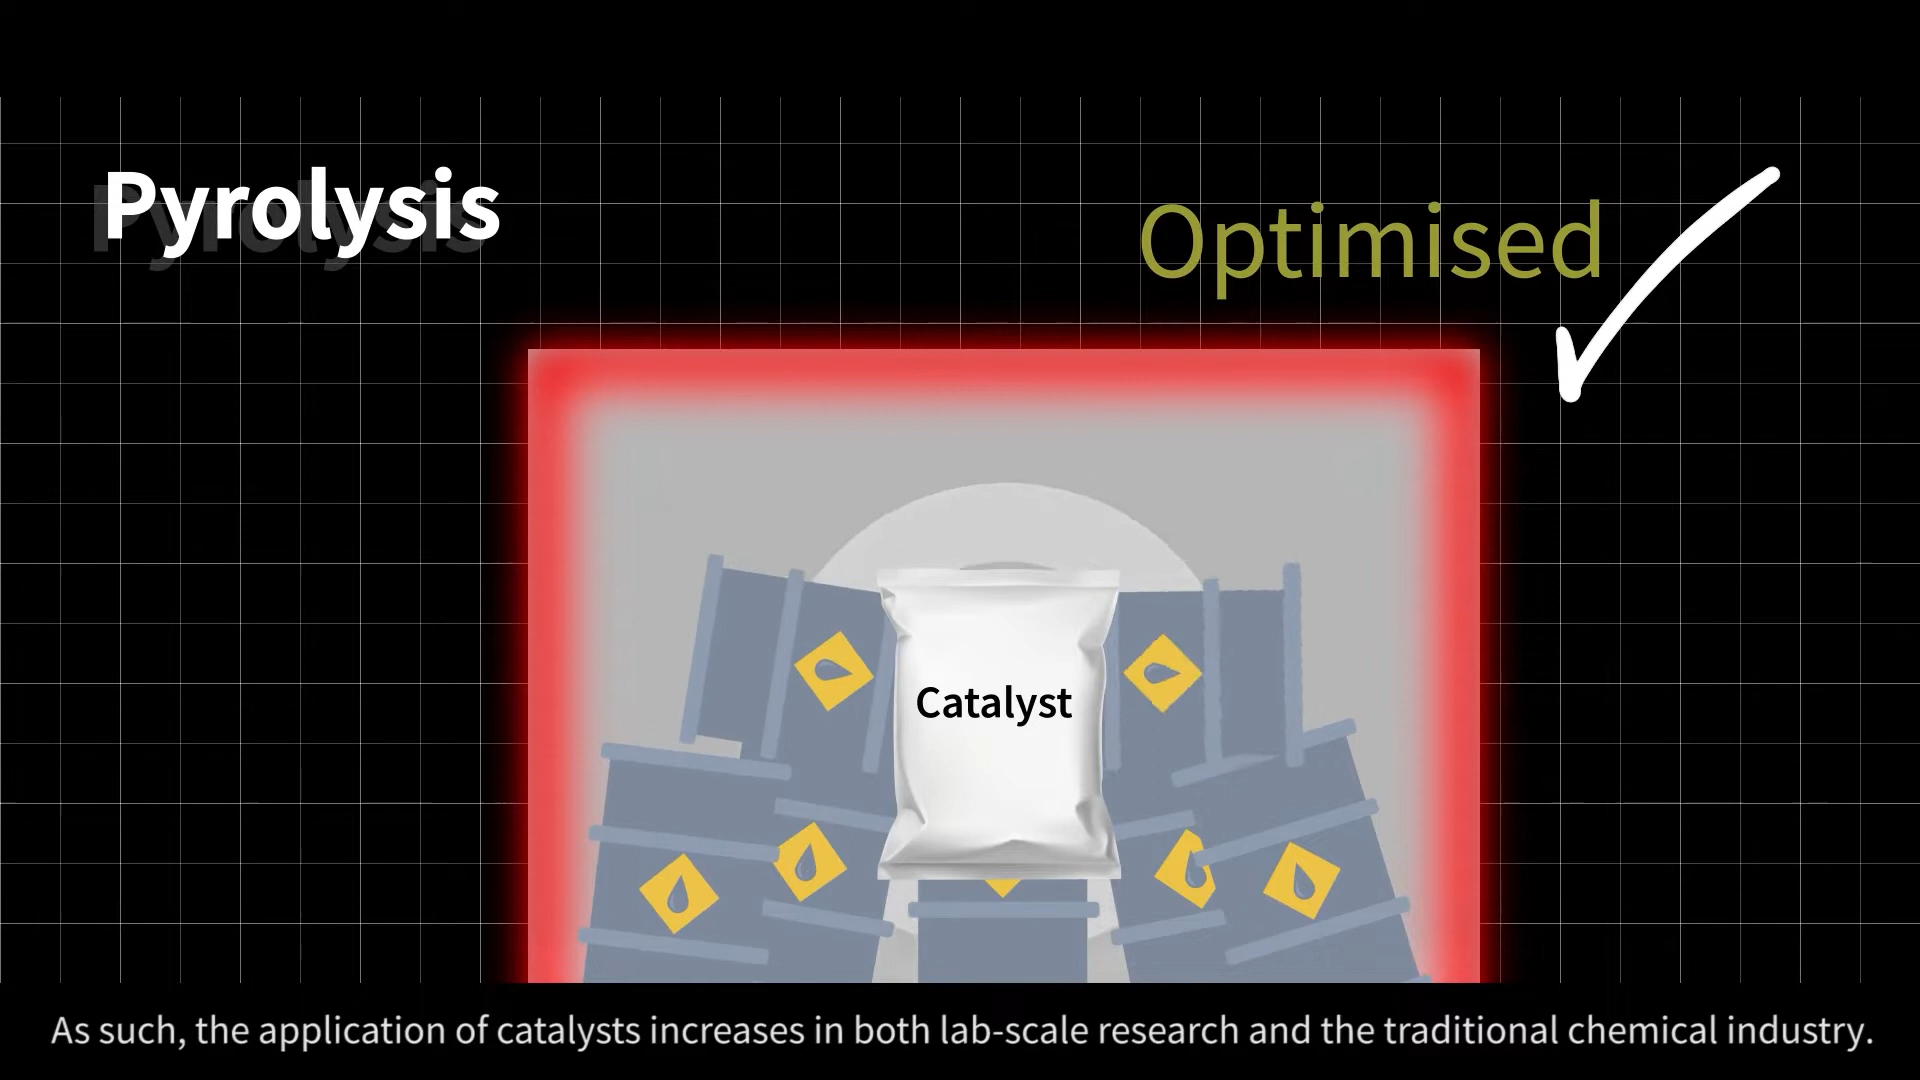 Pyrolysis
Optimised
Catalyst
As such, the application of catalysts increases in both lab-scale research and the traditional chemical industry.